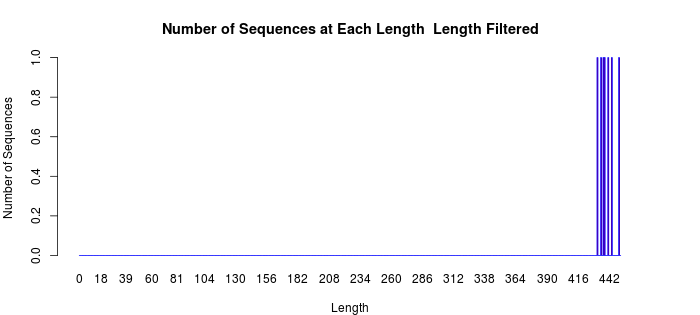 Number of Sequences at Each Length  Length Filtered
Number of Sequences
1.0
0.8
0.6
0.4
0.2
0.0
0 18 39 60 81 104 130 156 182 208 234 260 286 312 338 364 390 416 442
Length